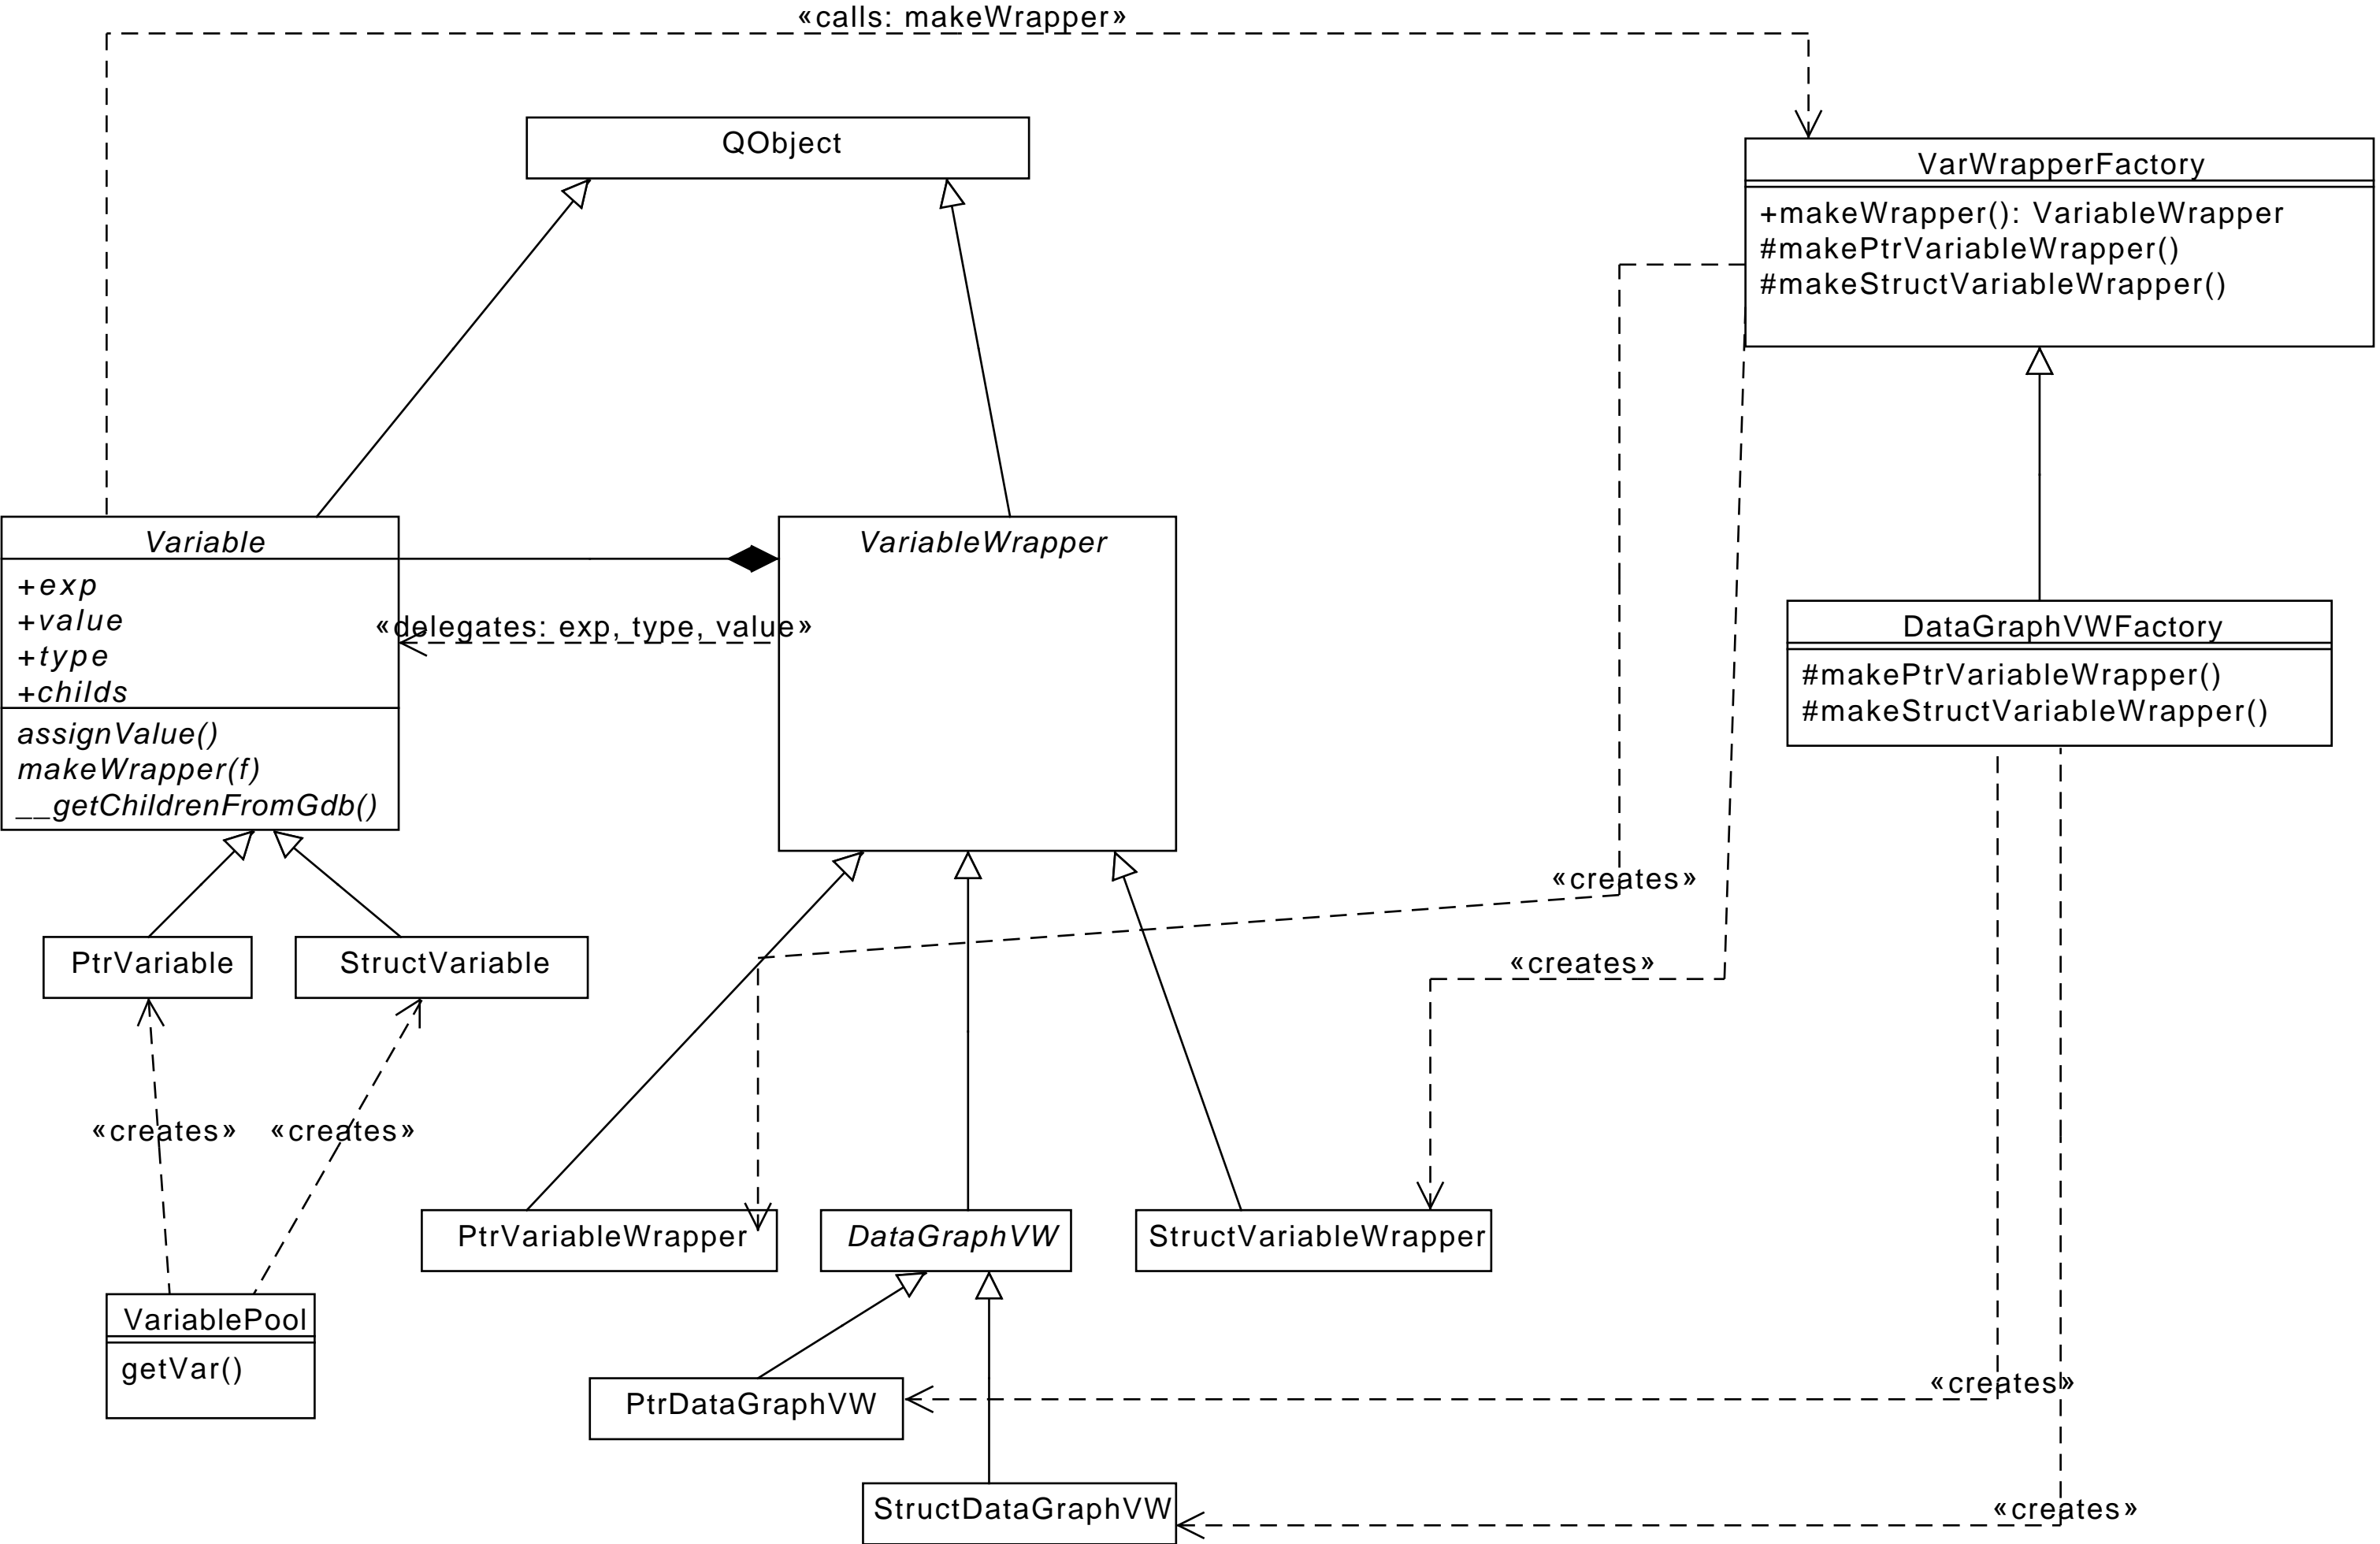 «calls: makeWrapper»
QObject
VarWrapperFactory
+makeWrapper(): VariableWrapper
#makePtrVariableWrapper()
#makeStructVariableWrapper()
Variable
+exp
+value
+type
+childs
assignValue()
makeWrapper(f)
__getChildrenFromGdb()
VariableWrapper
«delegates: exp, type, value»
DataGraphVWFactory
#makePtrVariableWrapper()
#makeStructVariableWrapper()
«creates»
PtrVariable
StructVariable
«creates»
«creates»
«creates»
PtrVariableWrapper
DataGraphVW
StructVariableWrapper
VariablePool
getVar()
PtrDataGraphVW
«creates»
StructDataGraphVW
«creates»